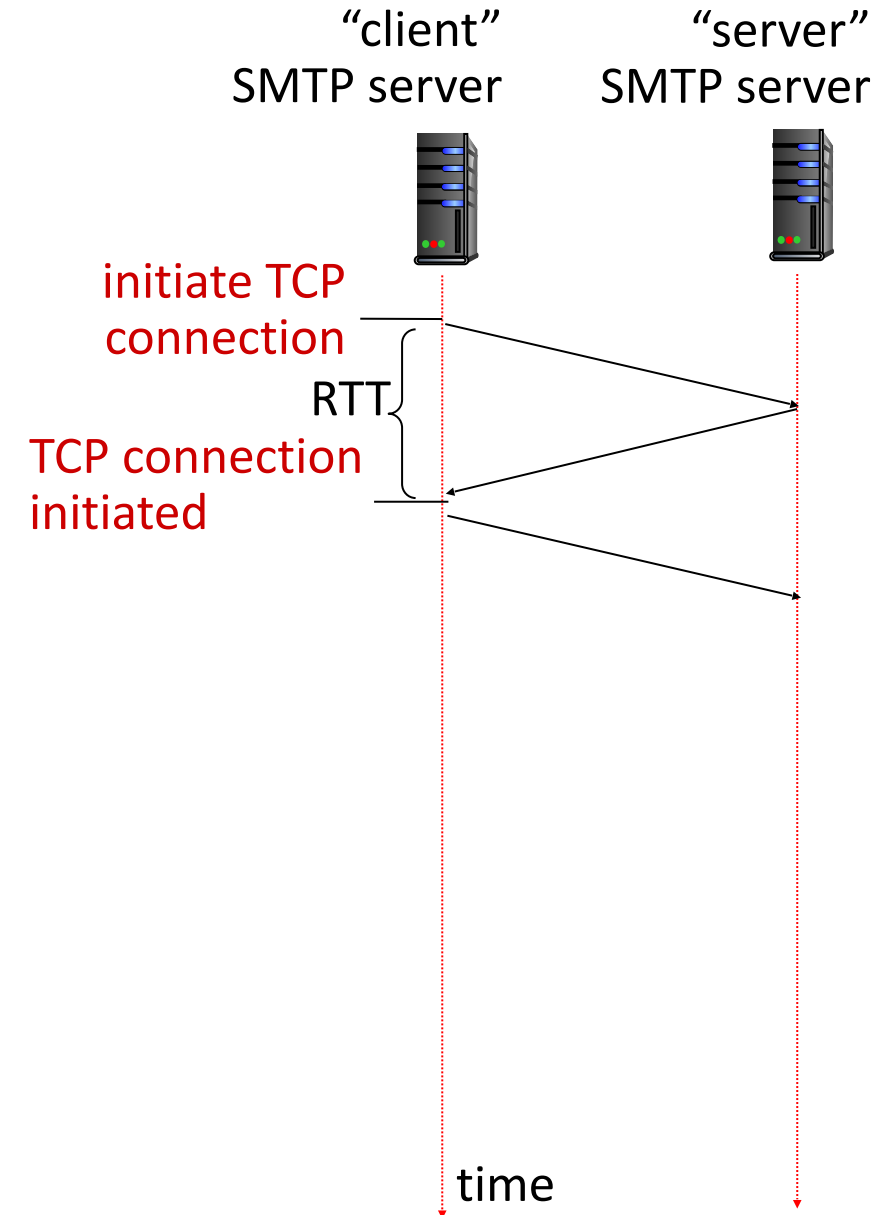 “client”
SMTP server
“server”
SMTP server
initiate TCP
connection
RTT
TCP connection
initiated
time